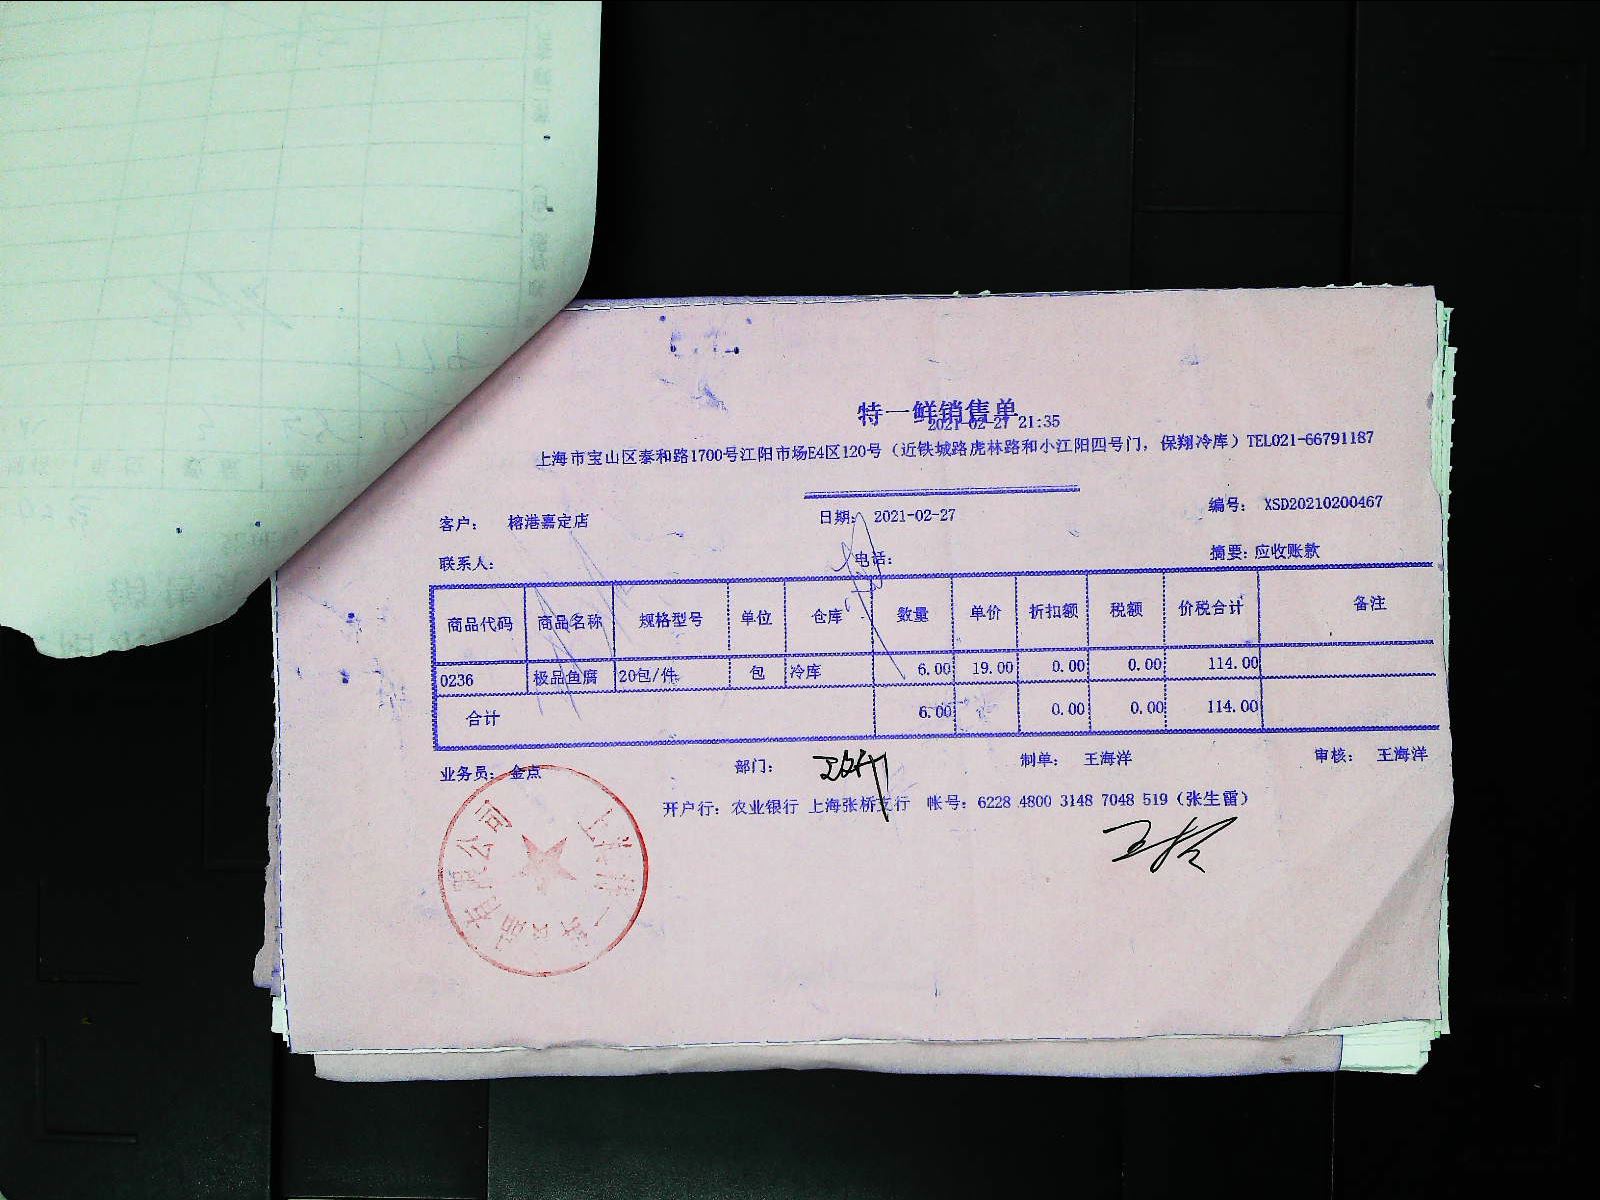 特一鲜销售单
2021-02-27 21:35
上海市宝山区泰和路1700号江阳市场E4区120号（近铁城路虎林路和小江阳四号门，保翔冷库）TEL021-66791187
客户： 榕港嘉定店 日期： 2021-02-27 编号： XSD20210200467
联系人： 电话： 摘要：应收账款
商品代码 商品名称 规格型号 单位 仓库 数量 单价 折扣额 税额 价税合计 备注
0236 极品鱼腐 20包/件 包 冷库 6.00 19.00 0.00 0.00 114.00
合计 6.00 0.00 0.00 114.00
业务员： 金点 部门： 制单： 王海洋 审核： 王海洋
开户行：农业银行 上海张桥支行 帐号：6228 4800 3148 7048 519（张生雷）
有限公司